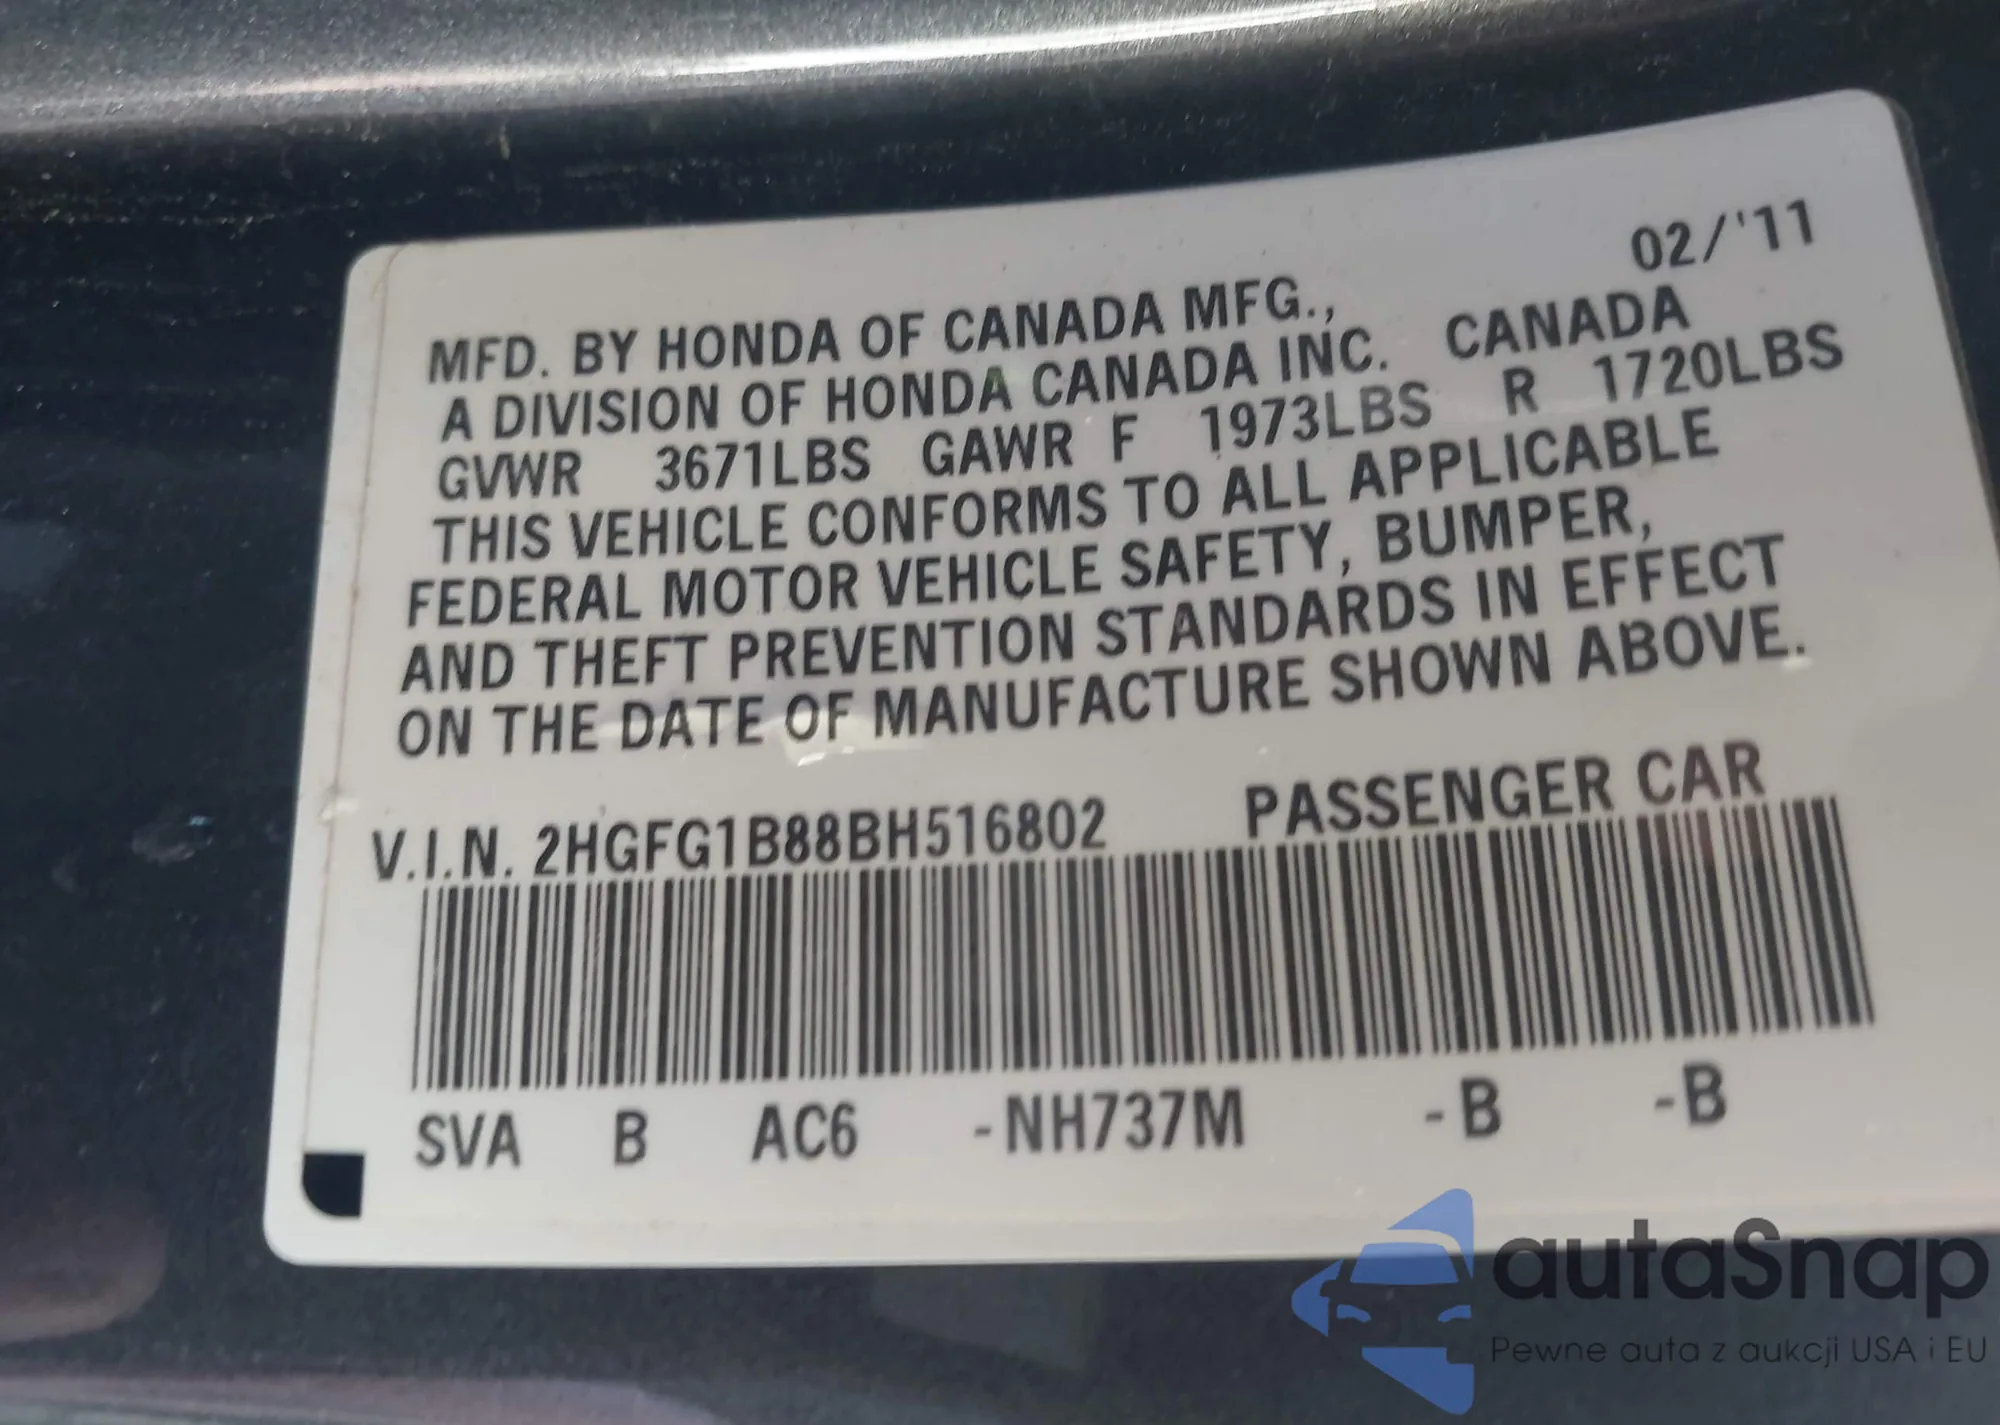 02/'11
MFD. BY HONDA OF CANADA MFG.,
A DIVISION OF HONDA CANADA INC. CANADA
GVWR 3671LBS GAWR F 1973LBS R 1720LBS
THIS VEHICLE CONFORMS TO ALL APPLICABLE
FEDERAL MOTOR VEHICLE SAFETY, BUMPER,
AND THEFT PREVENTION STANDARDS IN EFFECT
ON THE DATE OF MANUFACTURE SHOWN ABOVE.
V.I.N. 2HGFG1B88BH516802 PASSENGER CAR
SVA B AC6 -NH737M -B -B
autaSnap
Pewne auta z aukcji USA i EU